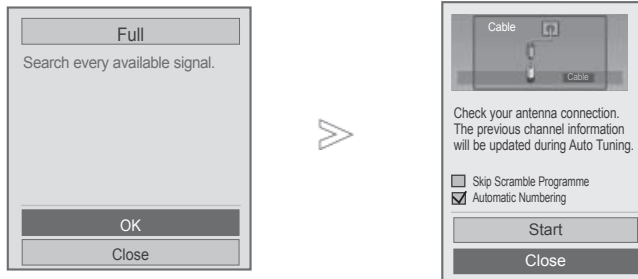 Full
Search every available signal.
OK
Close
Cable
Cable
Check your antenna connection.
The previous channel information
will be updated during Auto Tuning.
Skip Scramble Programme
Automatic Numbering
Start
Close